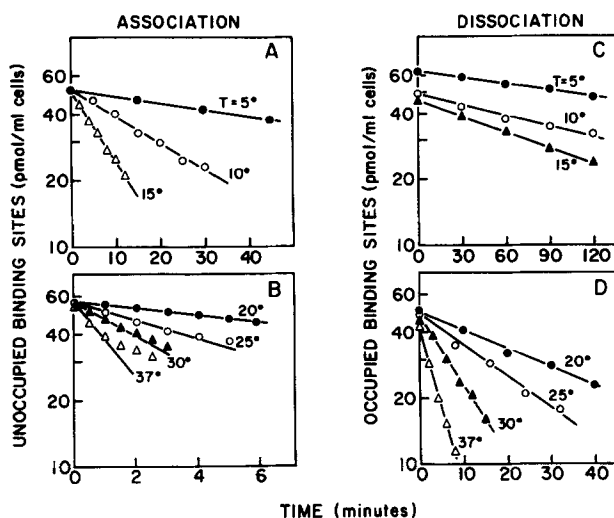 ASSOCIATION
DISSOCIATION
UNOCCUPIED BINDING SITES (pmol/ml cells)
A
60
40
20
10
T=5°
10°
15°
0 10 20 30 40
B
60
40
20
10
20°
25°
30°
37°
0 2 4 6
OCCUPIED BINDING SITES (pmol/ml cells)
C
60
40
20
10
T=5°
10°
15°
0 30 60 90 120
D
60
40
20
10
20°
25°
30°
37°
0 10 20 30 40
TIME (minutes)